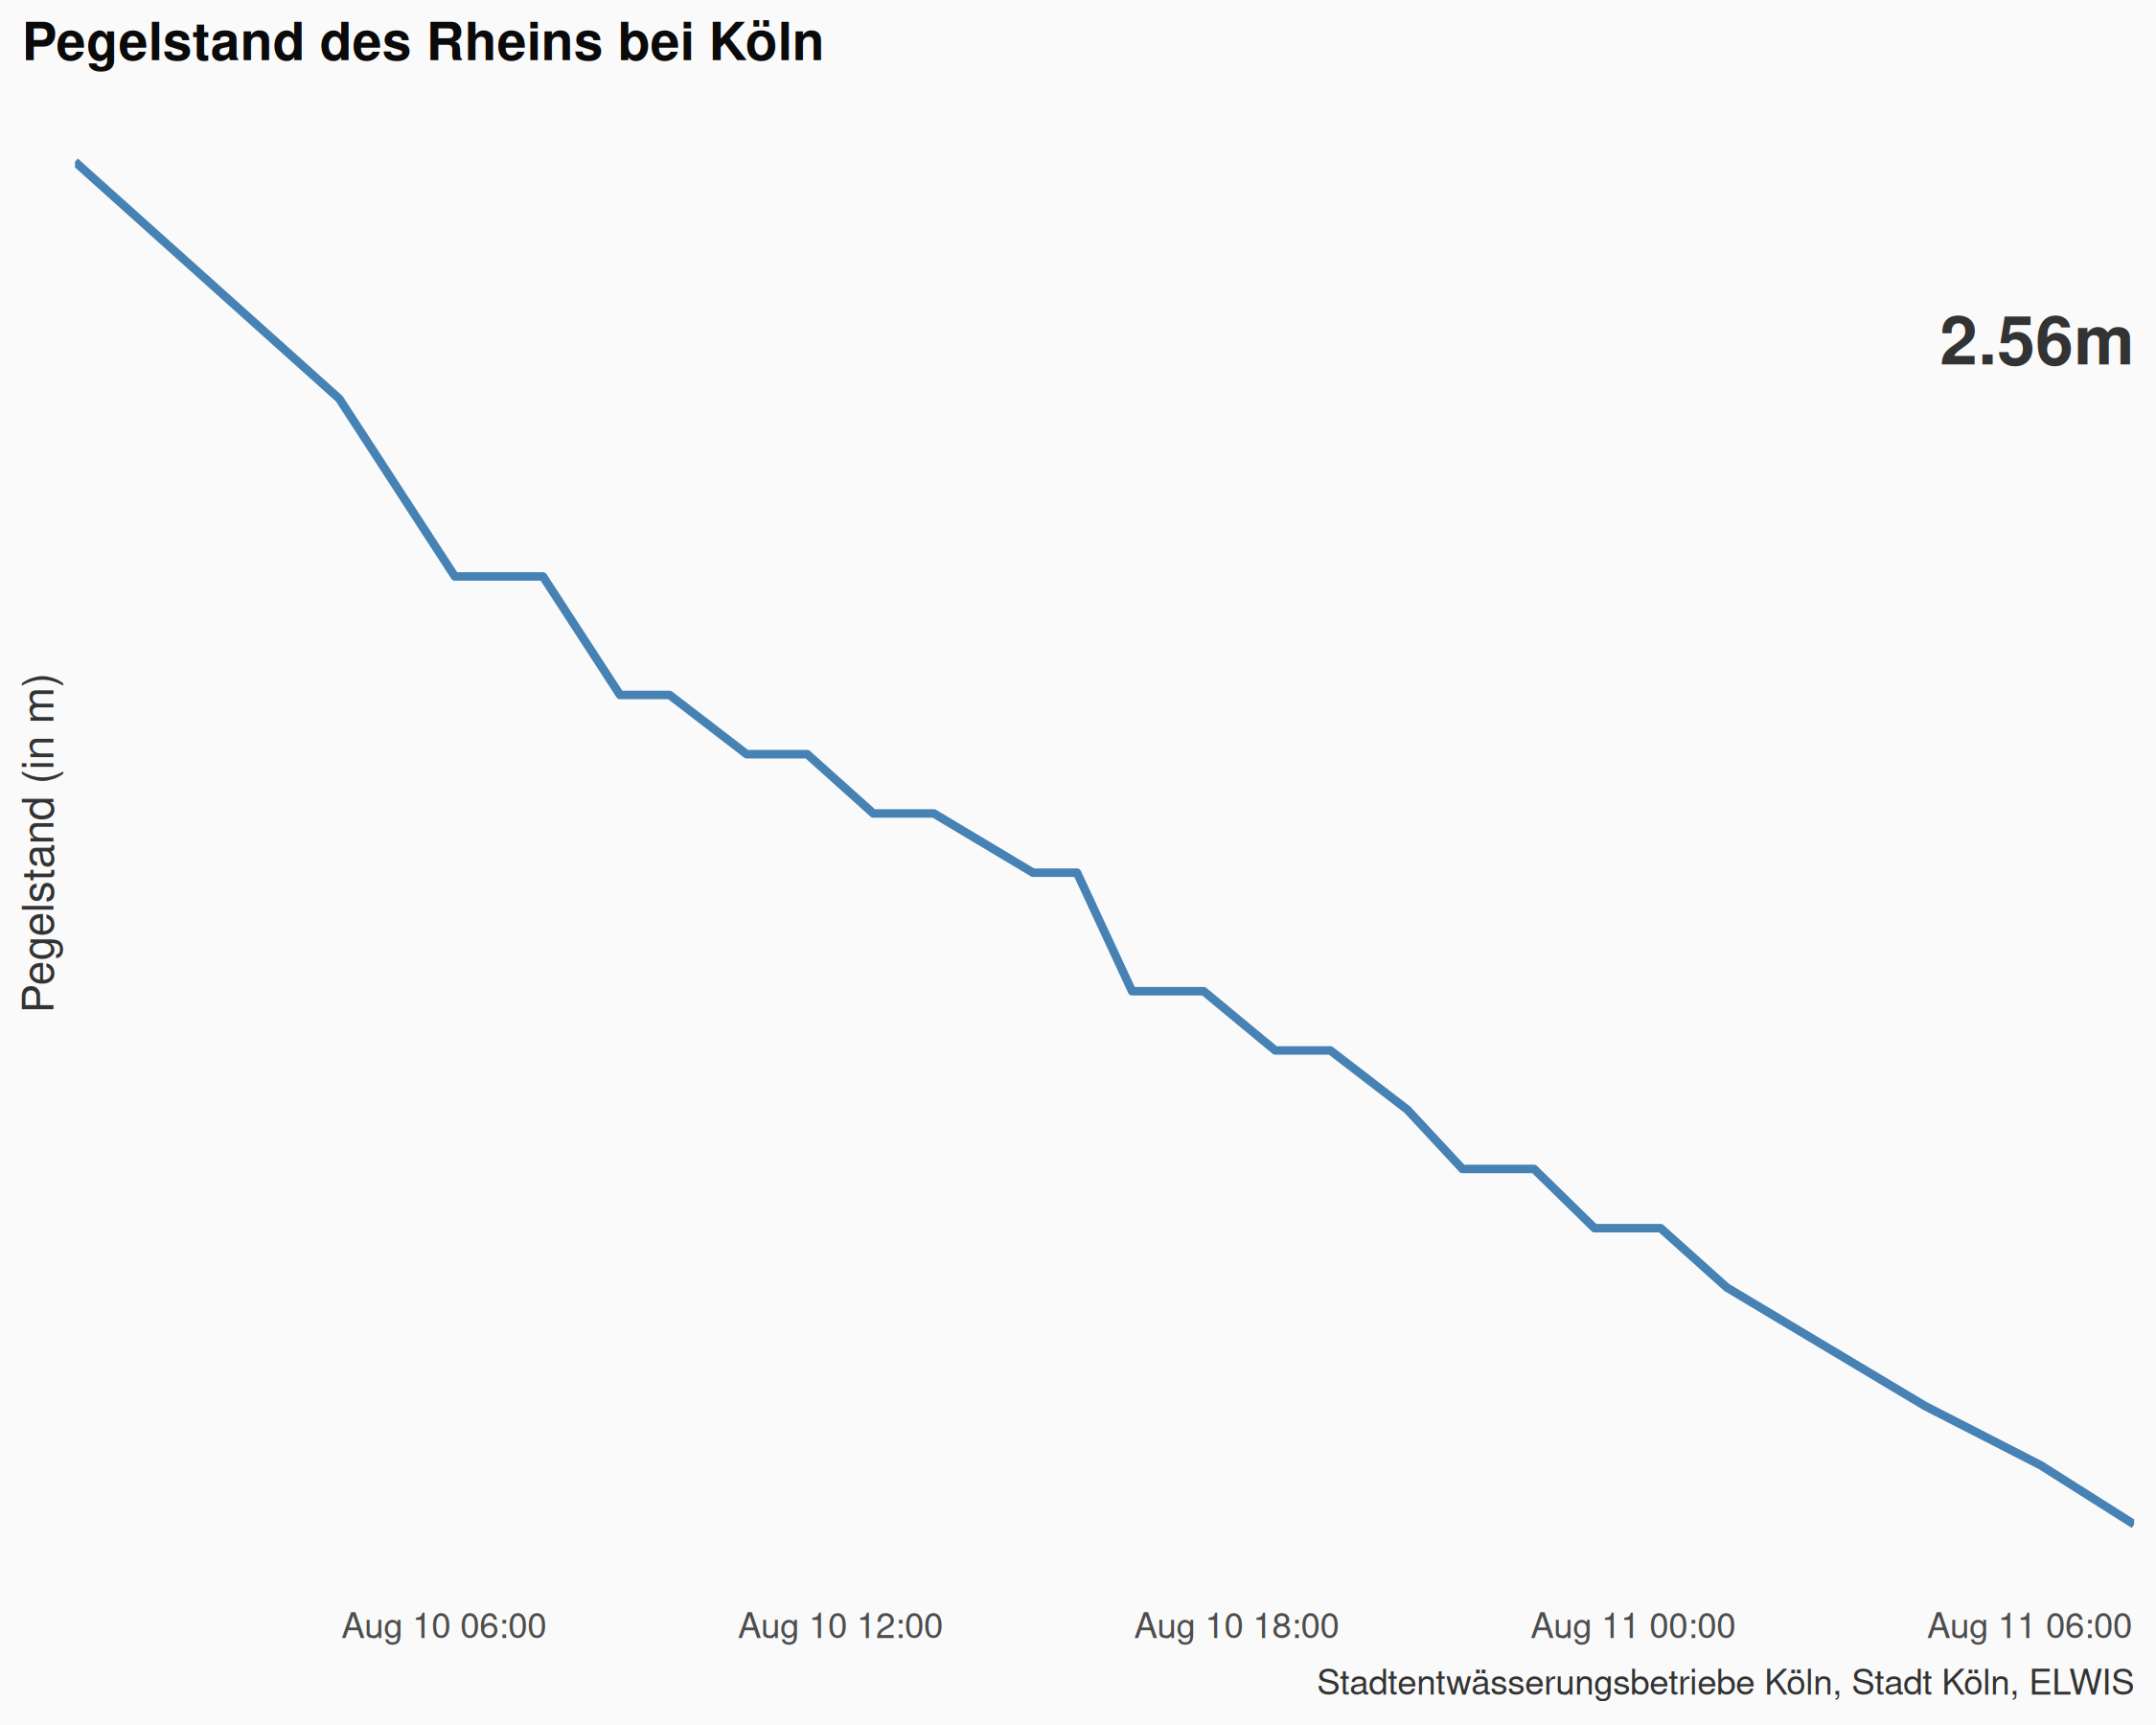 Pegelstand des Rheins bei Köln
2.56m
Pegelstand (in m)
Aug 10 06:00
Aug 10 12:00
Aug 10 18:00
Aug 11 00:00
Aug 11 06:00
Stadtentwässerungsbetriebe Köln, Stadt Köln, ELWIS